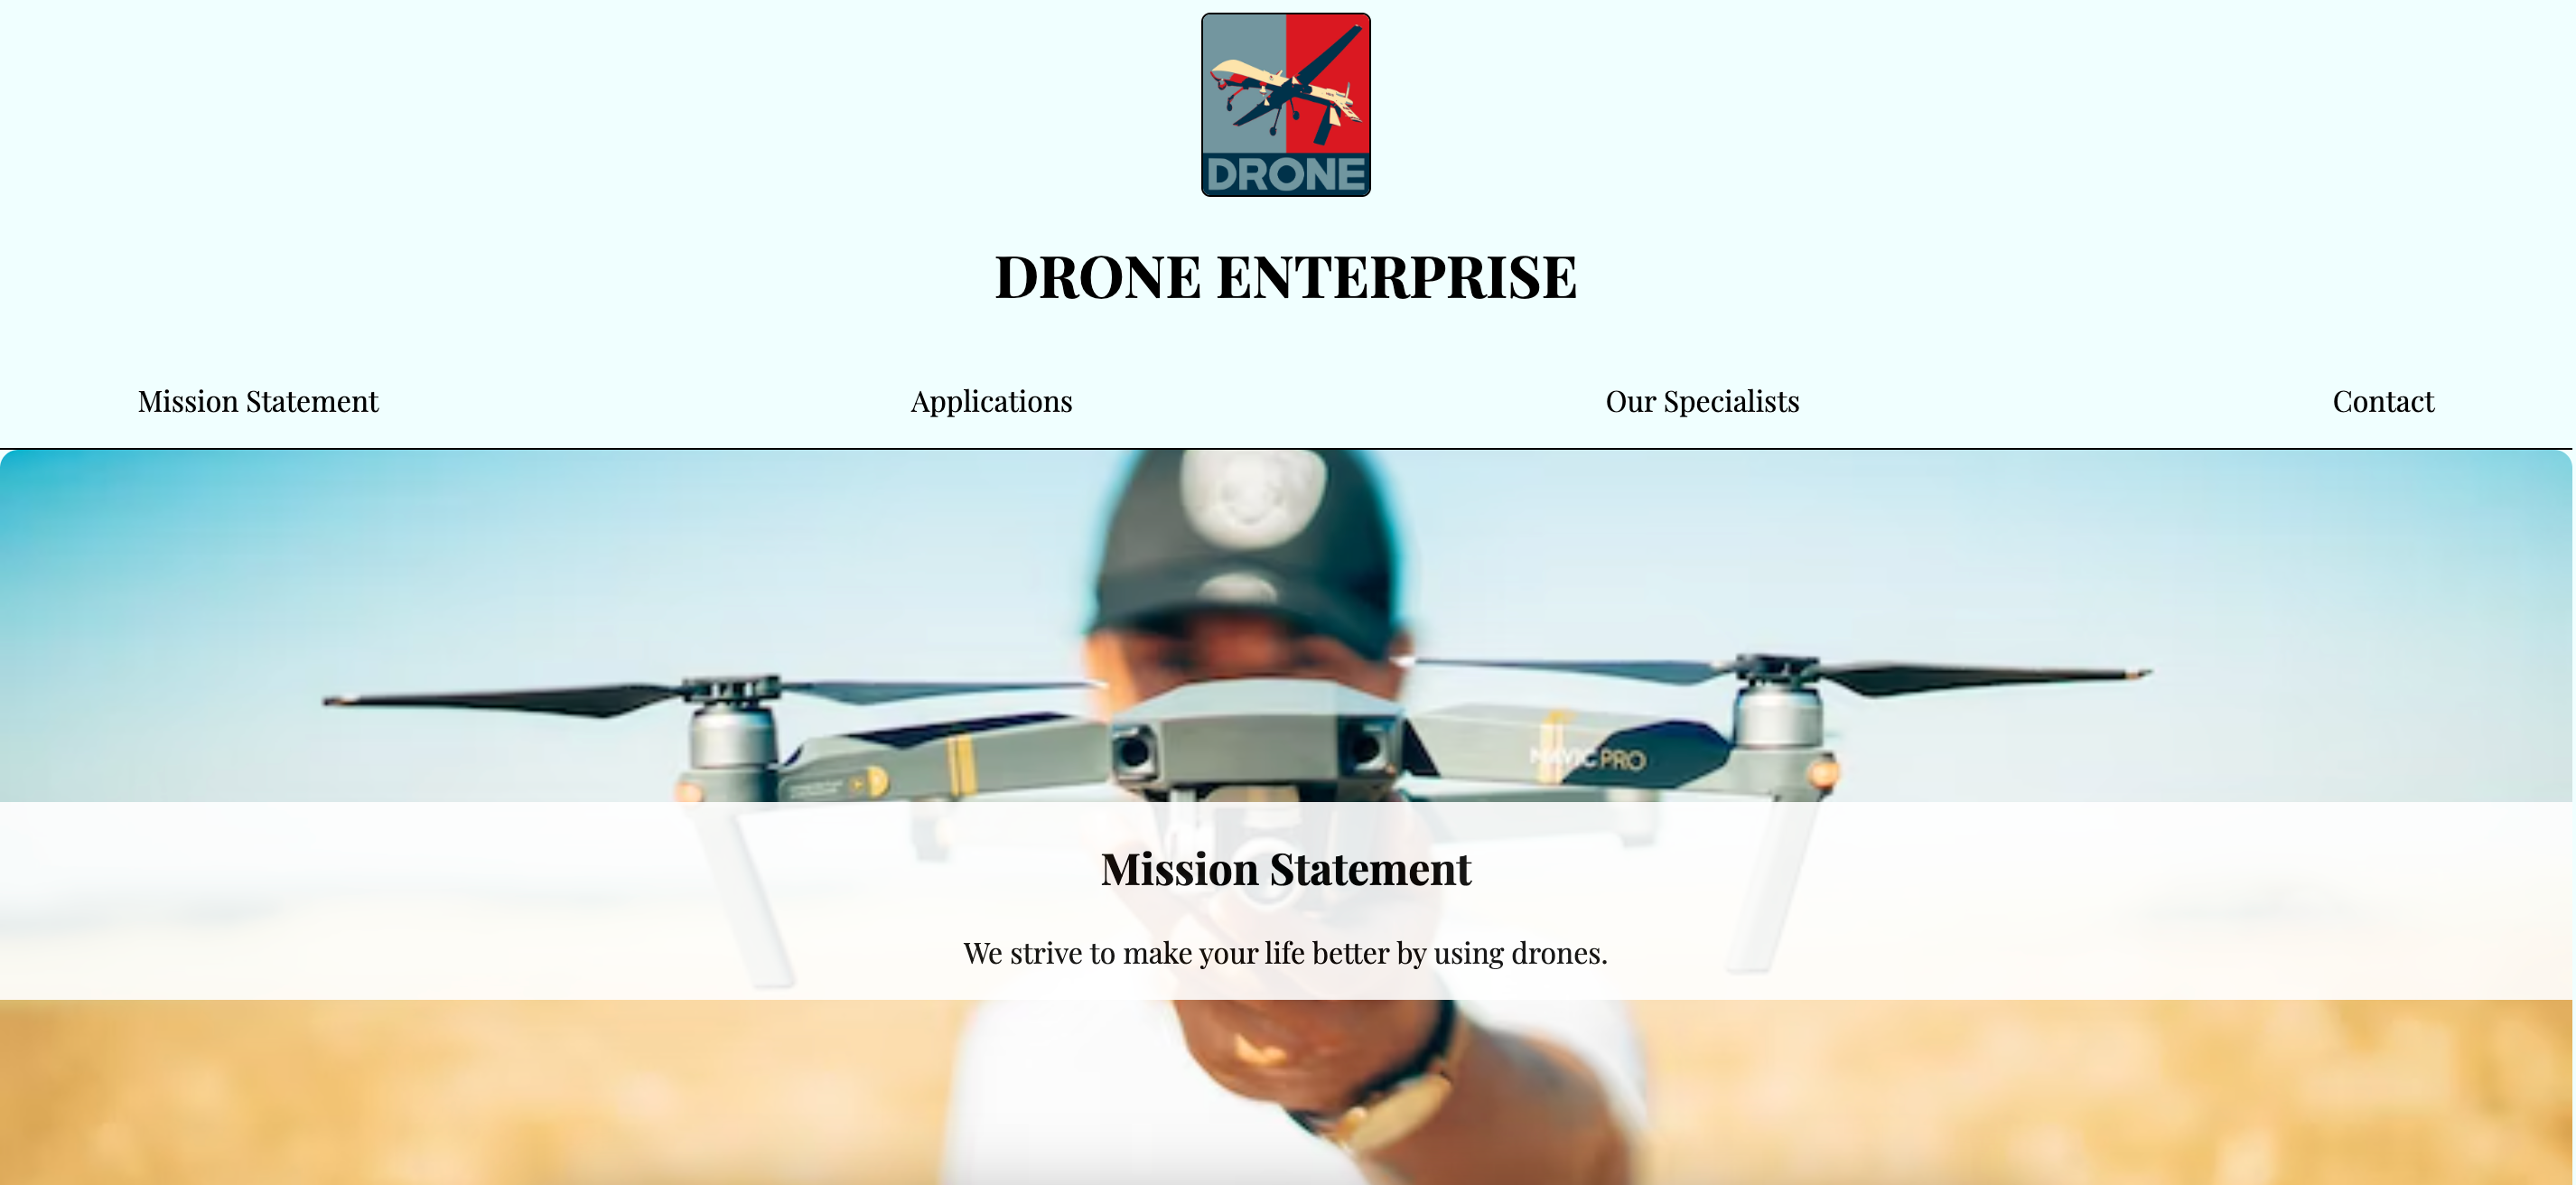 DRONE
DRONE ENTERPRISE
Mission Statement
Applications
Our Specialists
Contact
MAVIC PRO
Mission Statement
We strive to make your life better by using drones.